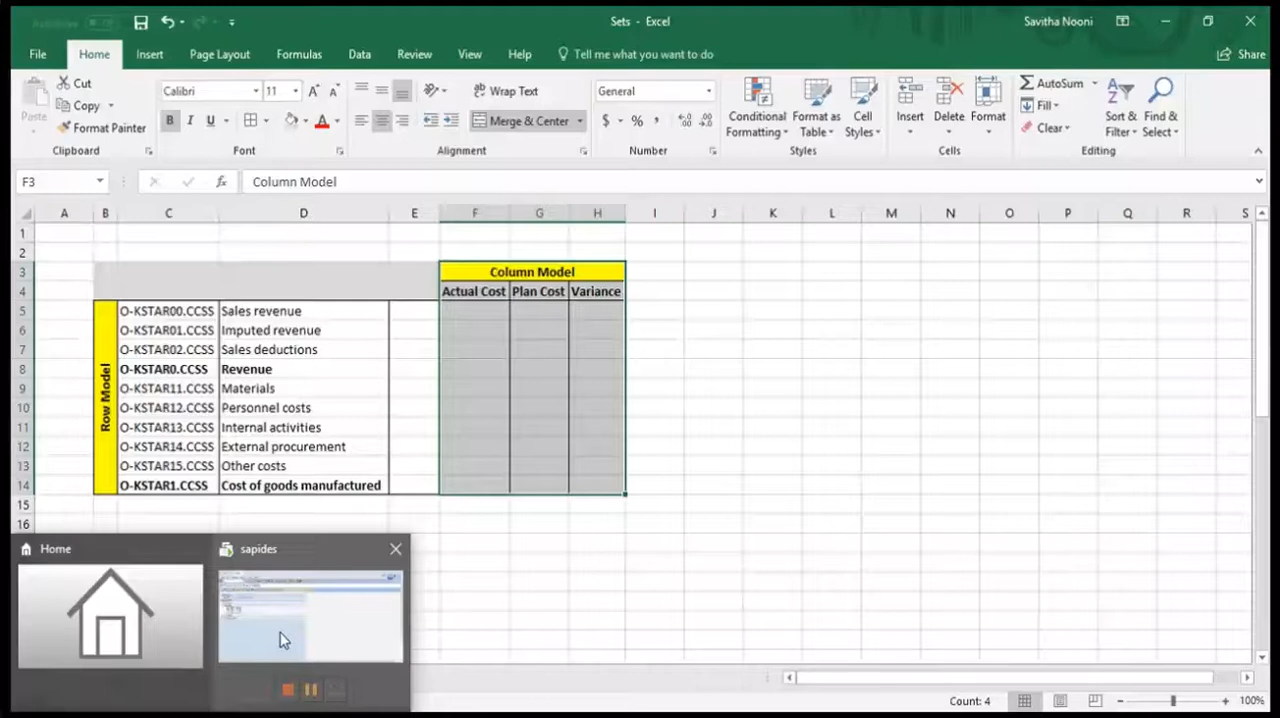 Sets - Excel
Savitha Nooni
File Home Insert Page Layout Formulas Data Review View Help Tell me what you want to do Share
Cut
Copy
Format Painter
Paste
Clipboard
Calibri 11
B I U
Font
Wrap Text
Merge & Center
Alignment
General
$ % ,
Number
Conditional Formatting
Format as Table
Cell Styles
Styles
Insert Delete Format
Cells
AutoSum
Fill
Clear
Sort & Filter
Find & Select
Editing
F3 fx Column Model
A B C D E F G H I J K L M N O P Q R S
1
2
3 Column Model
4 Actual Cost Plan Cost Variance
Row Model
5 O-KSTAR00.CCSS Sales revenue
6 O-KSTAR01.CCSS Imputed revenue
7 O-KSTAR02.CCSS Sales deductions
8 O-KSTAR0.CCSS Revenue
9 O-KSTAR11.CCSS Materials
10 O-KSTAR12.CCSS Personnel costs
11 O-KSTAR13.CCSS Internal activities
12 O-KSTAR14.CCSS External procurement
13 O-KSTAR15.CCSS Other costs
14 O-KSTAR1.CCSS Cost of goods manufactured
15
16
Home
sapides
Count: 4
100%